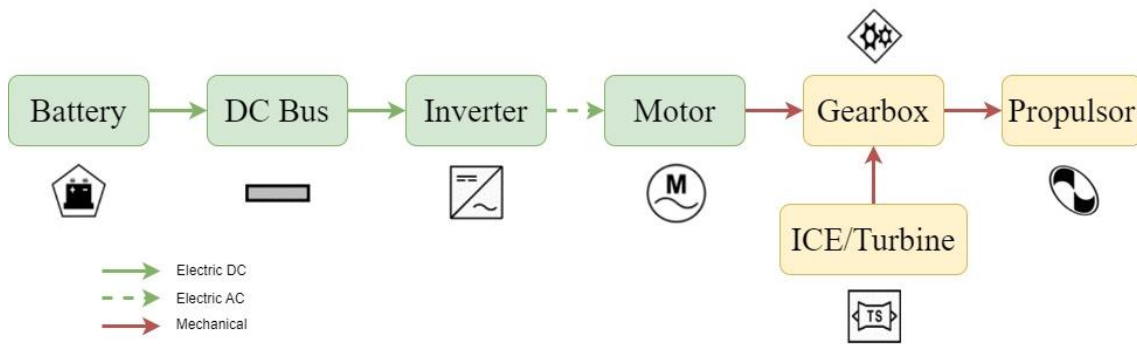 Battery
DC Bus
Inverter
Motor
Gearbox
Propulsor
M
ICE/Turbine
TS
Electric DC
Electric AC
Mechanical